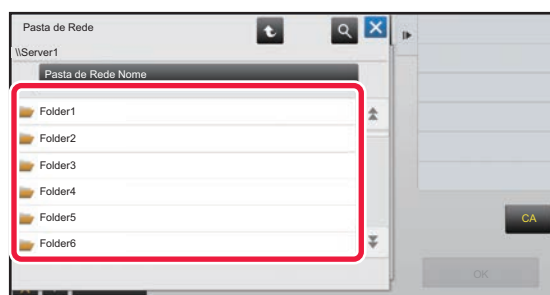 Pasta de Rede
\\Server1
Pasta de Rede Nome
Folder1
Folder2
Folder3
Folder4
Folder5
Folder6
CA
OK